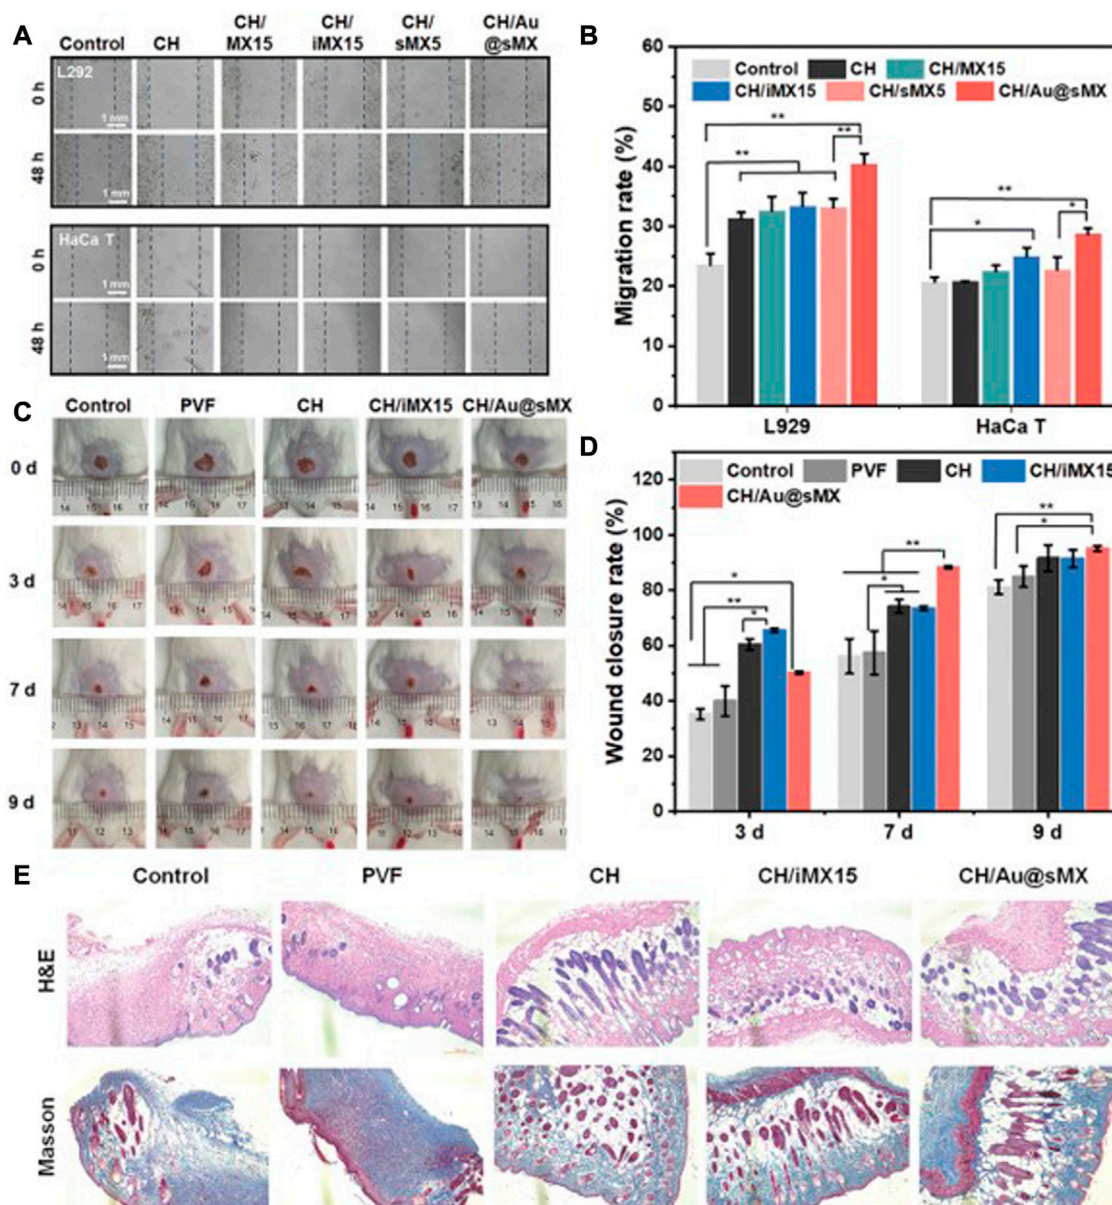 A
Control CH CH/MX15 CH/iMX15 CH/sMX5 CH/Au@sMX
L292
0 h
1 mm
48 h
1 mm
HaCa T
0 h
1 mm
48 h
1 mm
B
Migration rate (%)
60
50
40
30
20
10
0
Control CH CH/MX15
CH/iMX15 CH/sMX5 CH/Au@sMX
** ** **
** * *
L929 HaCa T
C
Control PVF CH CH/iMX15 CH/Au@sMX
0 d
14 15 16 17
3 d
7 d
9 d
D
Wound closure rate (%)
120
100
80
60
40
20
0
Control PVF CH CH/iMX15
CH/Au@sMX
* ** *
** *
** *
3 d 7 d 9 d
E
Control PVF CH CH/iMX15 CH/Au@sMX
H&E
Masson